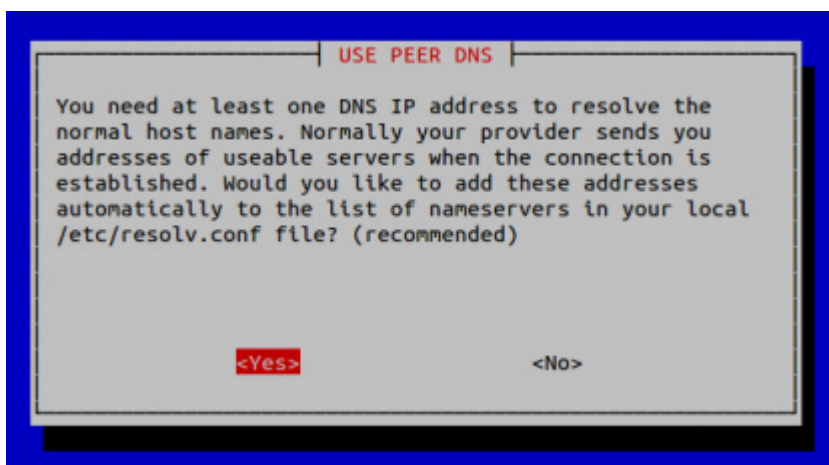 USE PEER DNS
You need at least one DNS IP address to resolve the
normal host names. Normally your provider sends you
addresses of useable servers when the connection is
established. Would you like to add these addresses
automatically to the list of nameservers in your local
/etc/resolv.conf file? (recommended)
<Yes> <No>